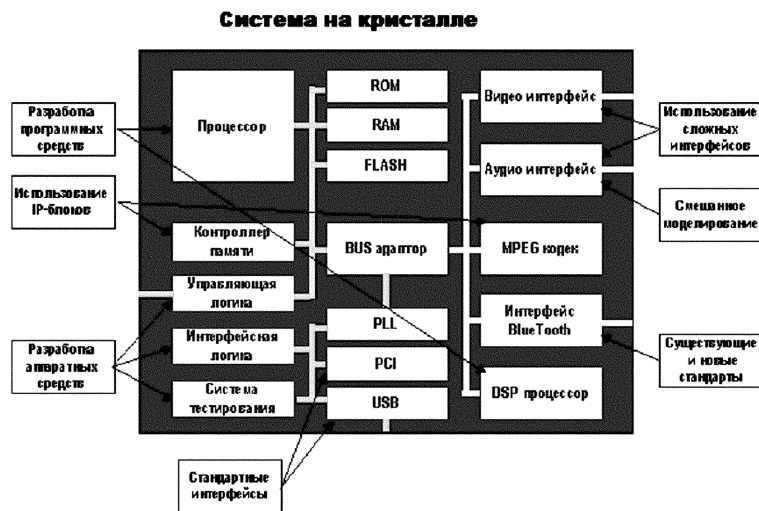 Система на кристалле
ROM
Процессор
RAM
FLASH
Видео интерфейс
Аудио интерфейс
Разработка
программных
средств
Использование
сложных
интерфейсов
Использование
IP-блоков
Смешанное
моделирование
Контроллер
памяти
BUS адаптор
MPEG кодек
Управляющая
логика
Интерфейс
BlueTooth
PLL
Интерфейсная
логика
PCI
Разработка
аппаратных
средств
Существующие
и новые
стандарты
Система
тестирования
USB
DSP процессор
Стандартные
интерфейсы